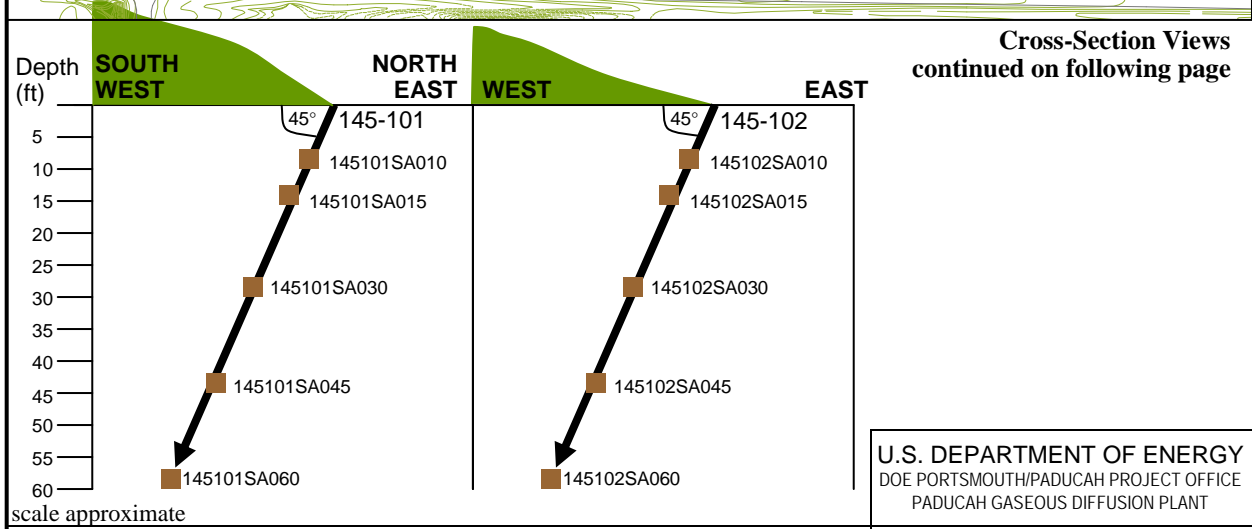 Cross-Section Views
continued on following page
Depth
(ft)
SOUTH
WEST
NORTH
EAST
WEST
EAST
45°
145-101
45°
145-102
5
10
15
20
25
30
35
40
45
50
55
60
145101SA010
145101SA015
145101SA030
145101SA045
145101SA060
145102SA010
145102SA015
145102SA030
145102SA045
145102SA060
scale approximate
U.S. DEPARTMENT OF ENERGY
DOE PORTSMOUTH/PADUCAH PROJECT OFFICE
PADUCAH GASEOUS DIFFUSION PLANT